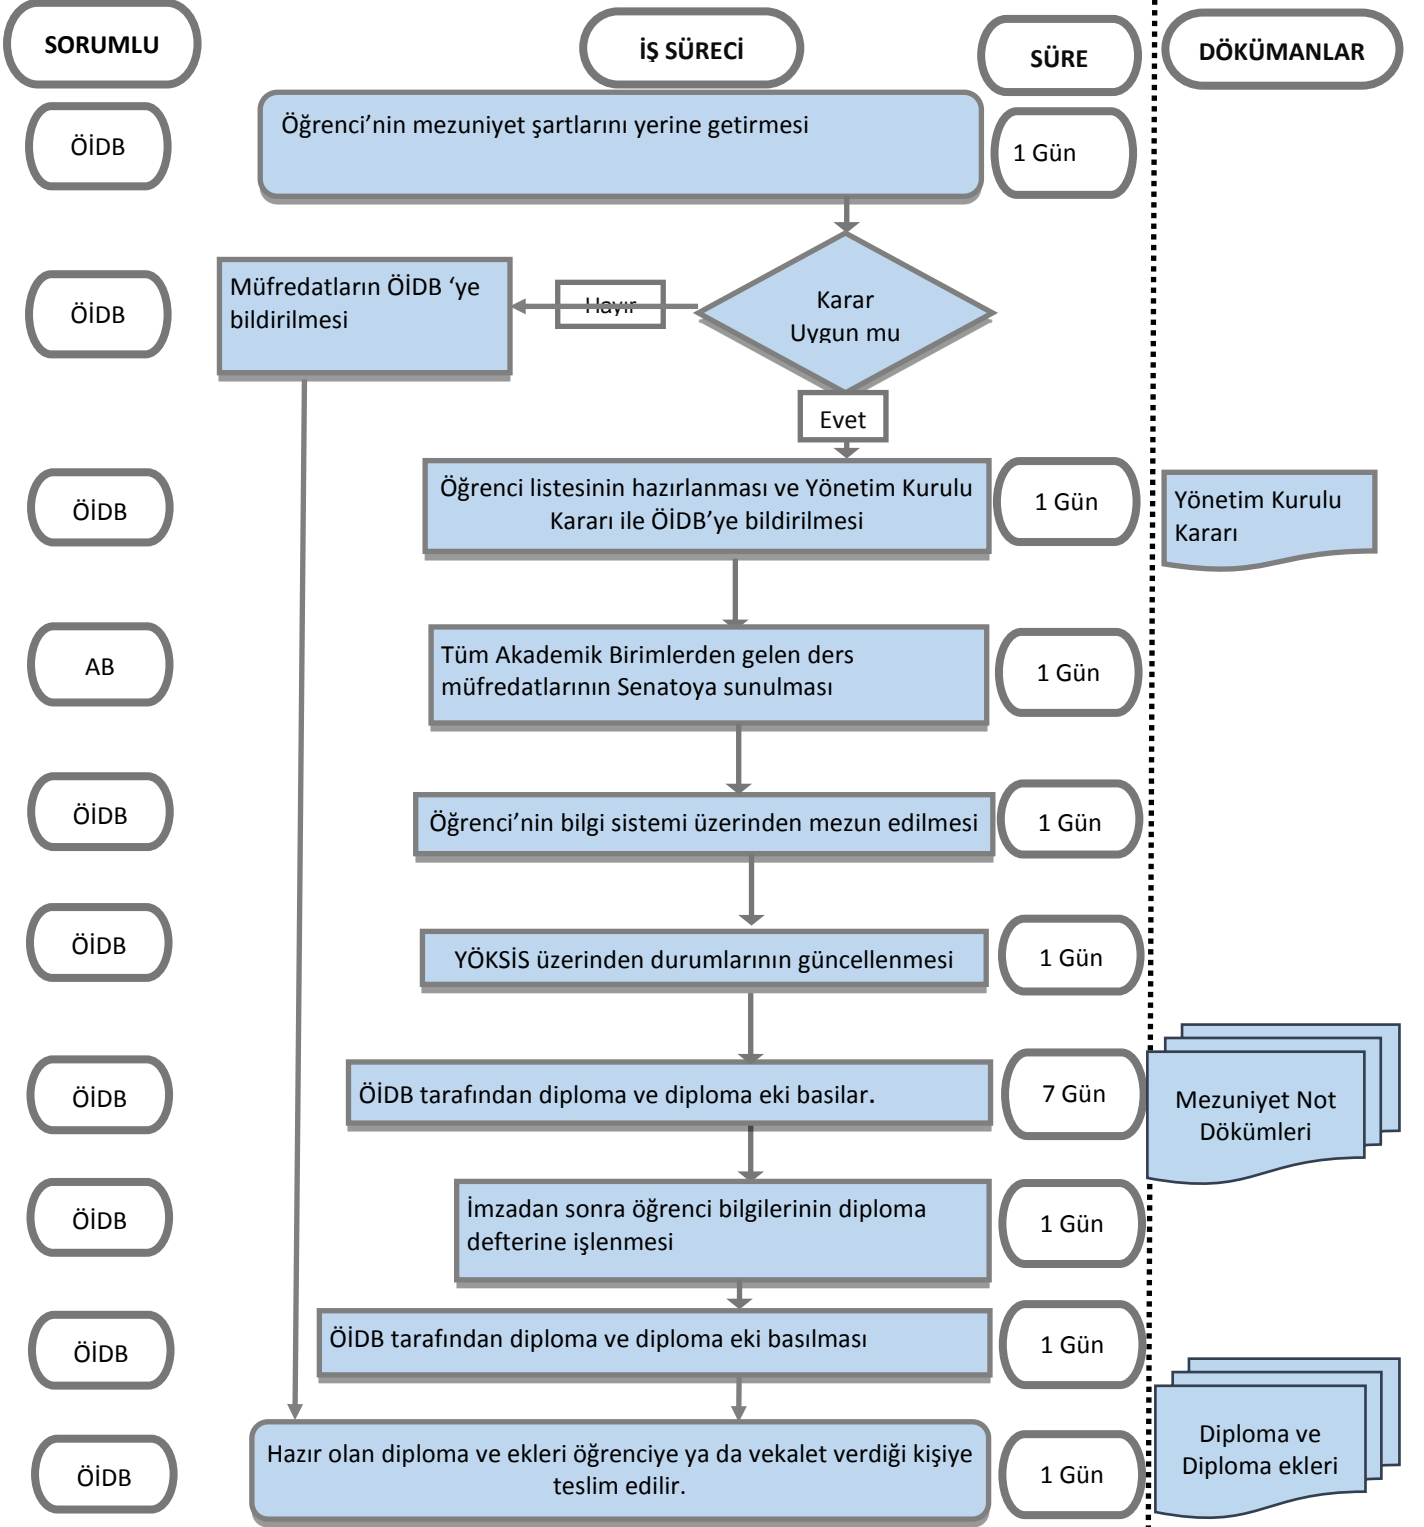 SORUMLU
İŞ SÜRECİ
SÜRE
DÖKÜMANLAR
ÖİDB
Öğrenci’nin mezuniyet şartlarını yerine getirmesi
1 Gün
ÖİDB
Müfredatların ÖİDB ‘ye
bildirilmesi
Hayır
Karar
Uygun mu
Evet
ÖİDB
Öğrenci listesinin hazırlanması ve Yönetim Kurulu
Kararı ile ÖİDB’ye bildirilmesi
1 Gün
Yönetim Kurulu
Kararı
AB
Tüm Akademik Birimlerden gelen ders
müfredatlarının Senatoya sunulması
1 Gün
ÖİDB
Öğrenci’nin bilgi sistemi üzerinden mezun edilmesi
1 Gün
ÖİDB
YÖKSİS üzerinden durumlarının güncellenmesi
1 Gün
ÖİDB
ÖİDB tarafından diploma ve diploma eki basilar.
7 Gün
Mezuniyet Not
Dökümleri
ÖİDB
İmzadan sonra öğrenci bilgilerinin diploma
defterine işlenmesi
1 Gün
ÖİDB
ÖİDB tarafından diploma ve diploma eki basılması
1 Gün
ÖİDB
Hazır olan diploma ve ekleri öğrenciye ya da vekalet verdiği kişiye
teslim edilir.
1 Gün
Diploma ve
Diploma ekleri